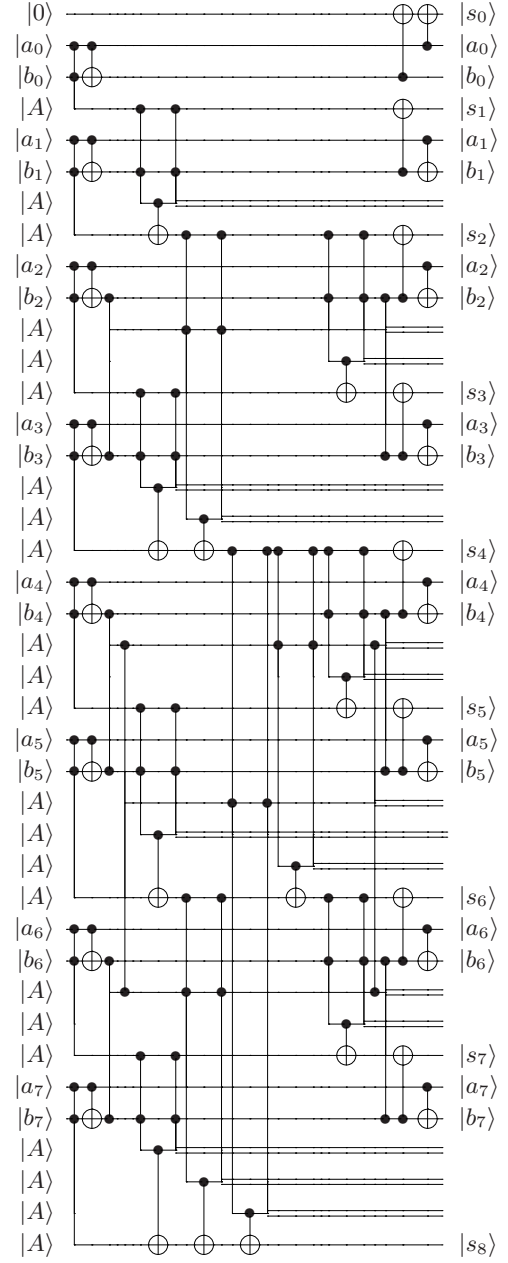 |0⟩ |s₀⟩
|a₀⟩ |a₀⟩
|b₀⟩ |b₀⟩
|A⟩ |s₁⟩
|a₁⟩ |a₁⟩
|b₁⟩ |b₁⟩
|A⟩
|A⟩ |s₂⟩
|a₂⟩ |a₂⟩
|b₂⟩ |b₂⟩
|A⟩
|A⟩
|A⟩ |s₃⟩
|a₃⟩ |a₃⟩
|b₃⟩ |b₃⟩
|A⟩
|A⟩
|A⟩ |s₄⟩
|a₄⟩ |a₄⟩
|b₄⟩ |b₄⟩
|A⟩
|A⟩
|A⟩ |s₅⟩
|a₅⟩ |a₅⟩
|b₅⟩ |b₅⟩
|A⟩
|A⟩
|A⟩
|A⟩ |s₆⟩
|a₆⟩ |a₆⟩
|b₆⟩ |b₆⟩
|A⟩
|A⟩
|A⟩ |s₇⟩
|a₇⟩ |a₇⟩
|b₇⟩ |b₇⟩
|A⟩
|A⟩
|A⟩
|A⟩ |s₈⟩